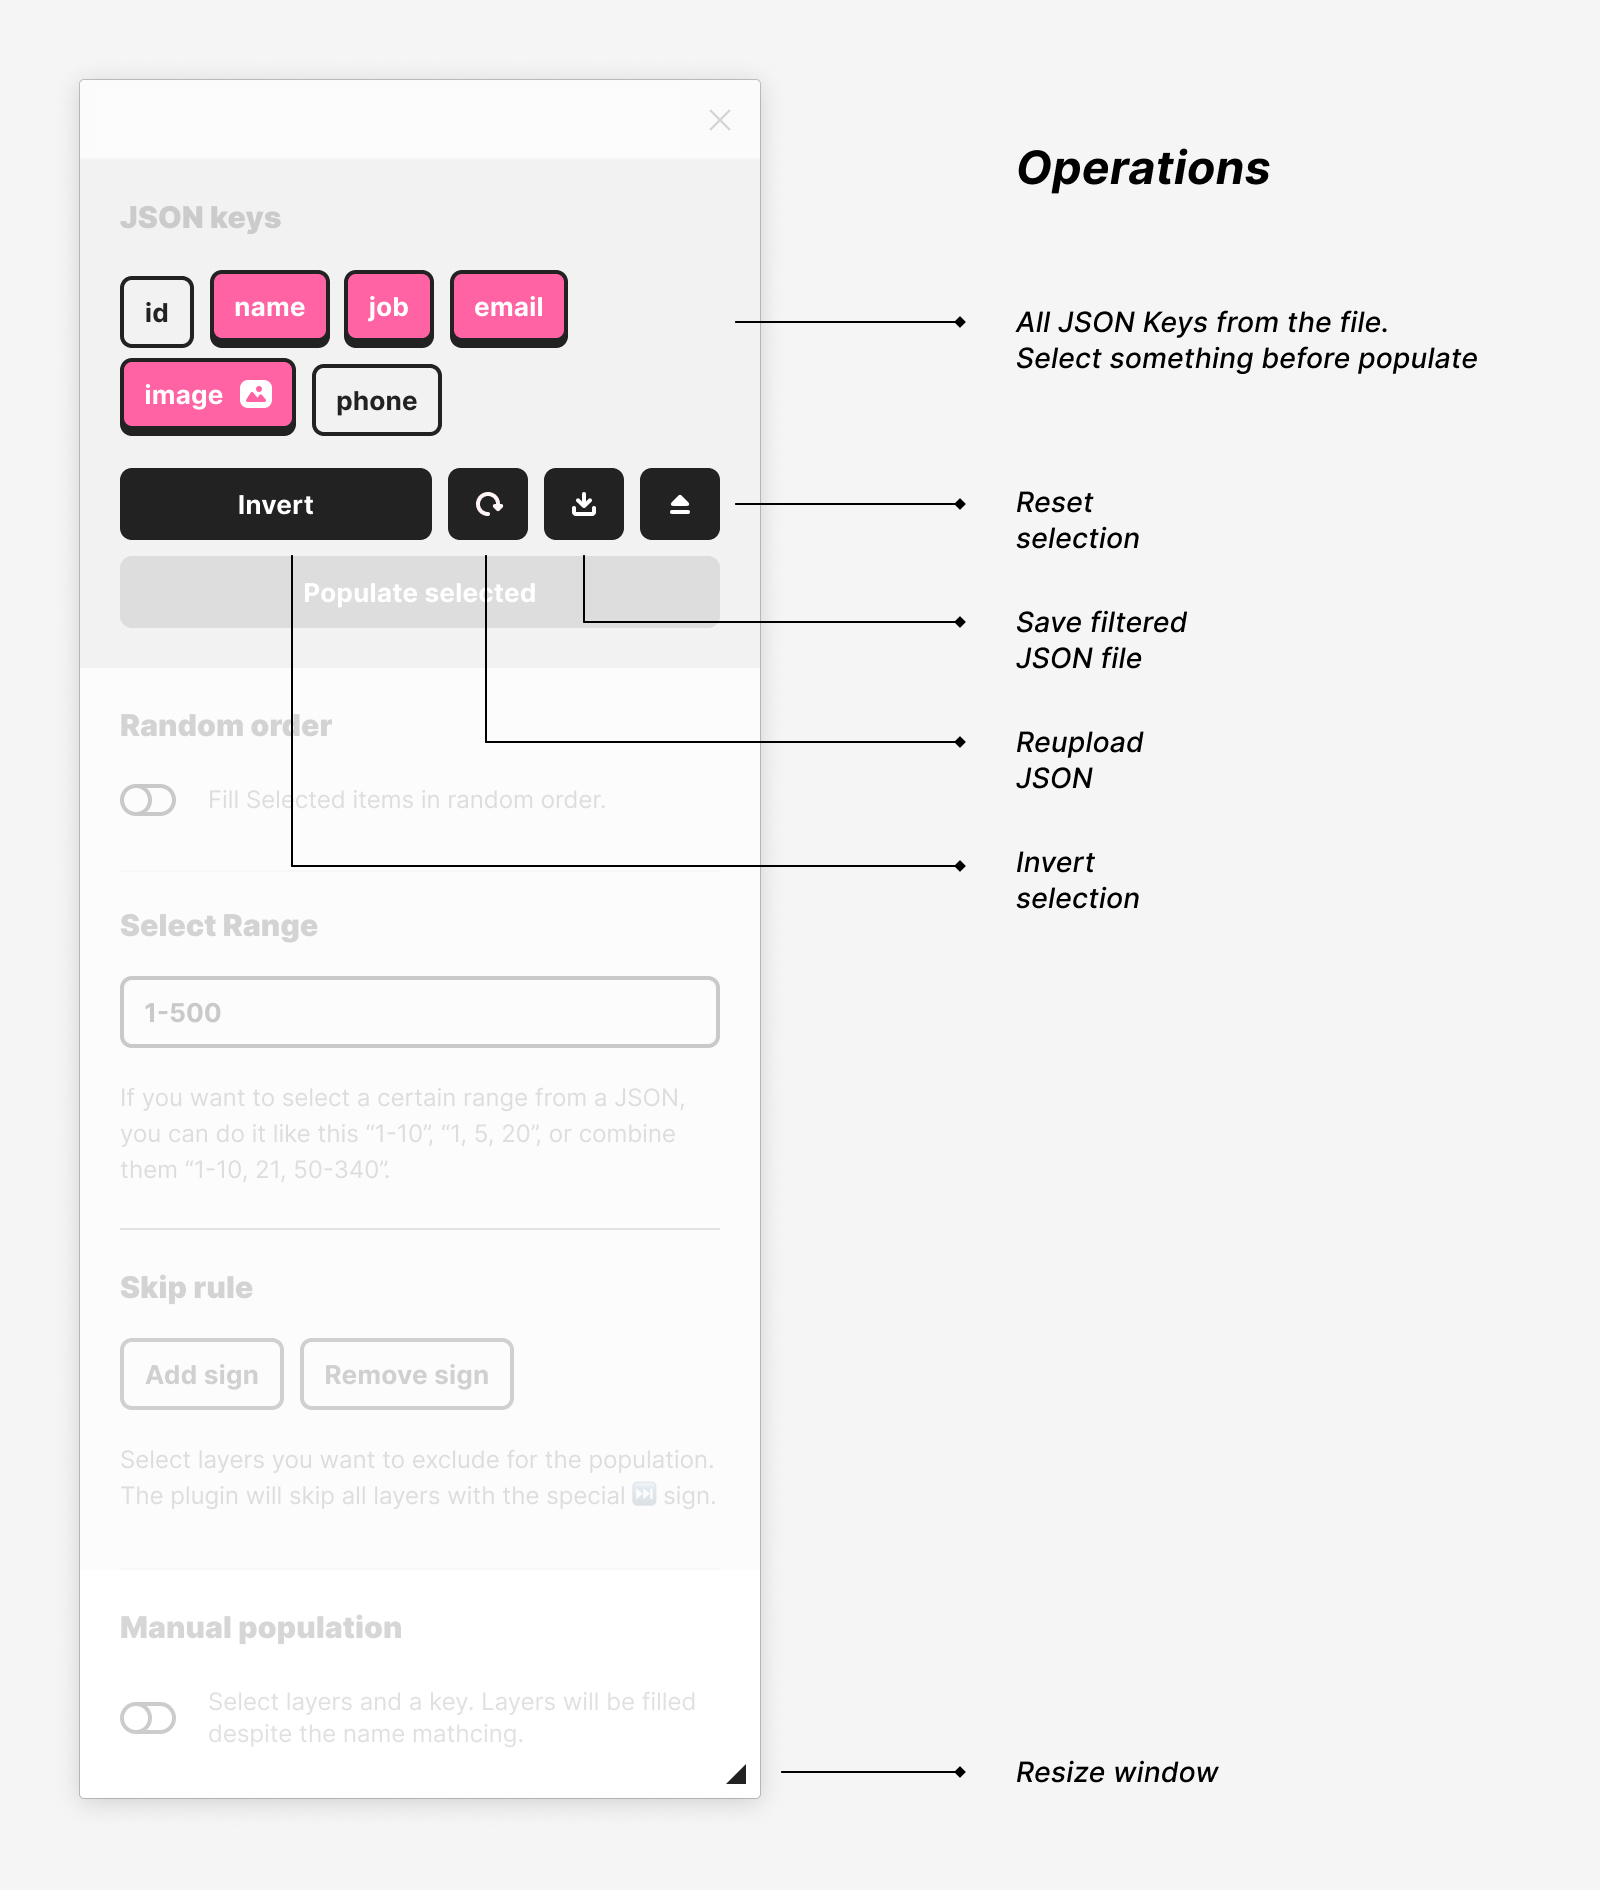 JSON keys
id
name
job
email
image
phone
Invert
Populate selected
Random order
Fill Selected items in random order.
Select Range
1-500
If you want to select a certain range from a JSON,
you can do it like this “1-10”, “1, 5, 20”, or combine
them “1-10, 21, 50-340”.
Skip rule
Add sign
Remove sign
Select layers you want to exclude for the population.
The plugin will skip all layers with the special ⏭️ sign.
Manual population
Select layers and a key. Layers will be filled
despite the name mathcing.
Operations
All JSON Keys from the file.
Select something before populate
Reset
selection
Save filtered
JSON file
Reupload
JSON
Invert
selection
Resize window